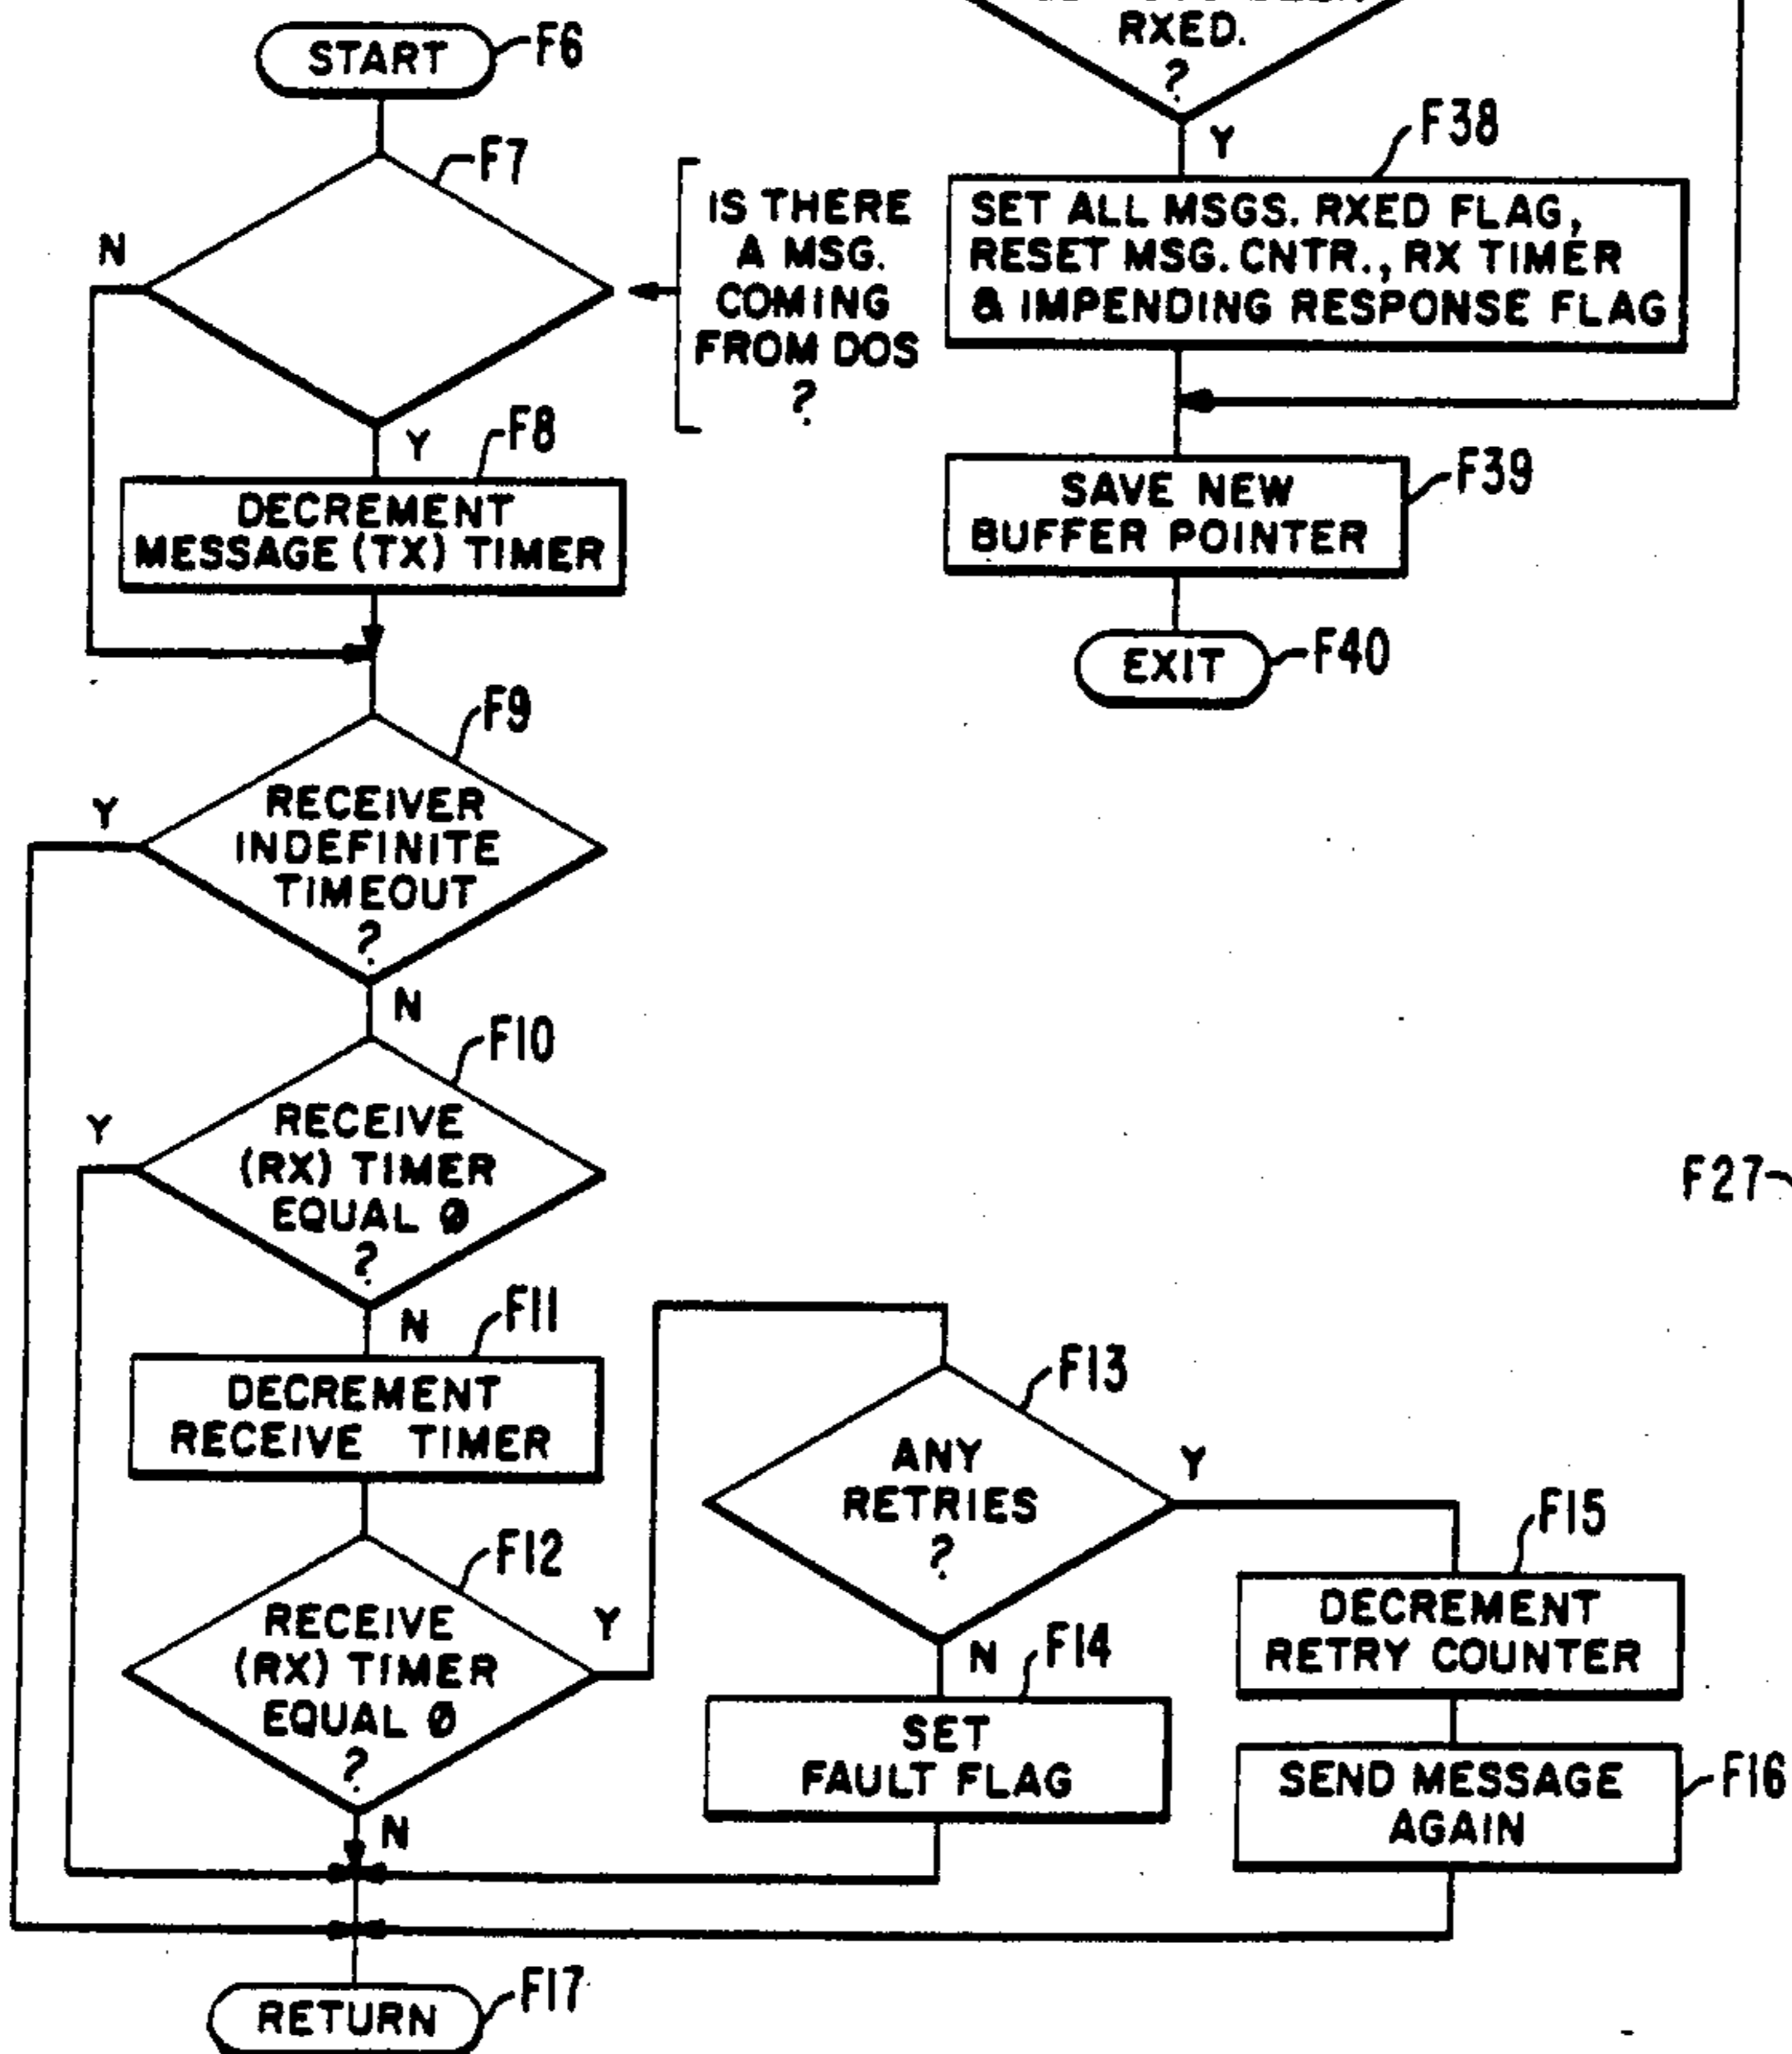 START
F6
F7
N
IS THERE
A MSG.
COMING
FROM DOS
?
Y
F8
DECREMENT
MESSAGE (TX) TIMER
F9
Y
RECEIVER
INDEFINITE
TIMEOUT
?
N
F10
Y
RECEIVE
(RX) TIMER
EQUAL 0
?
N
F11
DECREMENT
RECEIVE TIMER
F12
RECEIVE
(RX) TIMER
EQUAL 0
?
Y
N
F13
ANY
RETRIES
?
Y
N
F14
SET
FAULT FLAG
F15
DECREMENT
RETRY COUNTER
SEND MESSAGE
AGAIN
F16
RETURN
F17
RXED.
?
Y
F38
SET ALL MSGS. RXED FLAG,
RESET MSG. CNTR., RX TIMER
& IMPENDING RESPONSE FLAG
SAVE NEW
BUFFER POINTER
F39
EXIT
F40
F27